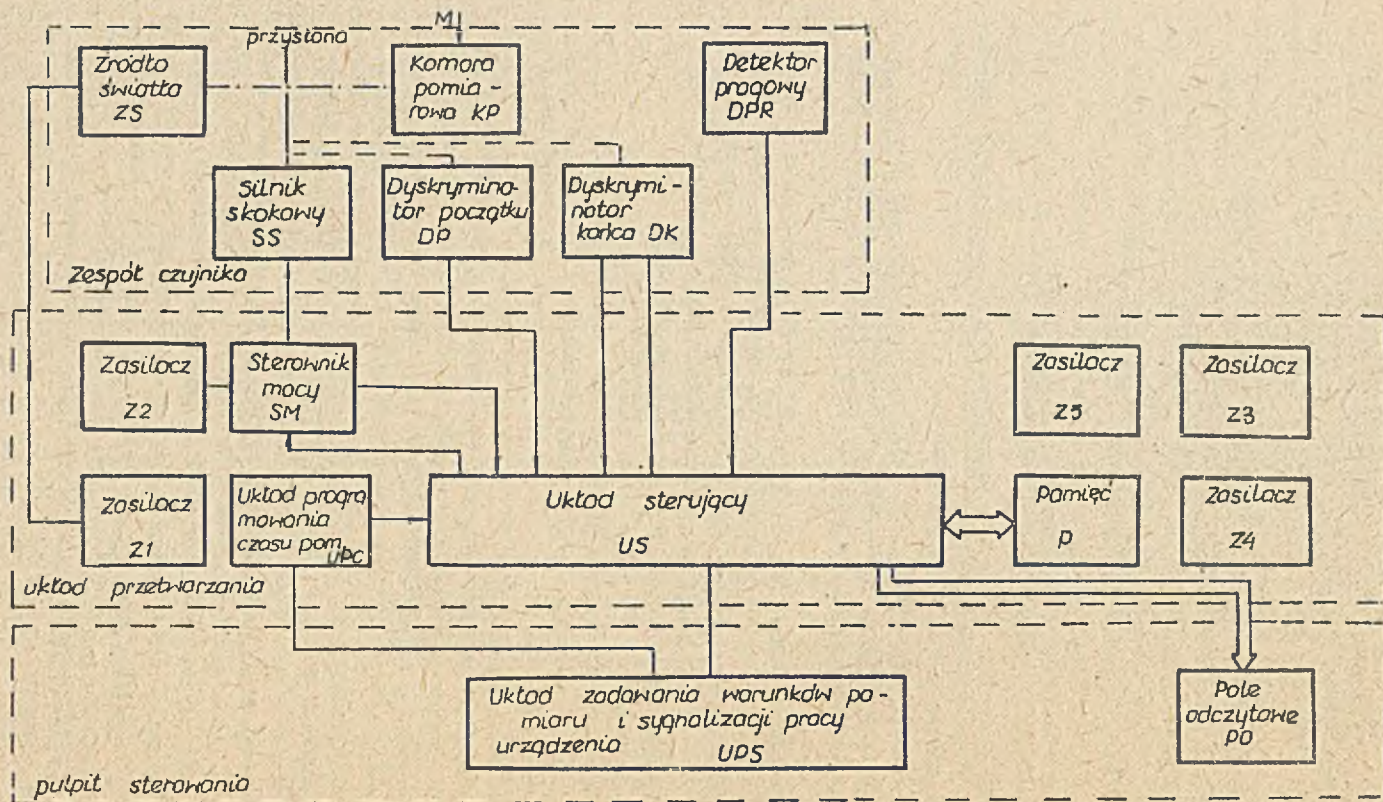 M
przysłona
Źródło
światła
ZS
Komora
pomia-
rowa KP
Detektor
progowy
DPR
Silnik
skokowy
SS
Dyskrymina-
tor początku
DP
Dyskrymi-
nator
końca DK
Zespół czujnika
Zasilacz
Z2
Sterownik
mocy
SM
Zasilacz
Z5
Zasilacz
Z3
Zasilacz
Z1
Układ progra
mowania
czasu pom.
UPC
Układ sterujący
US
Pamięć
P
Zasilacz
Z4
układ przetwarzania
Układ zadawania warunków po-
miaru i sygnalizacji pracy
urządzenia UPS
Pole
odczytowe
PO
pulpit sterowania